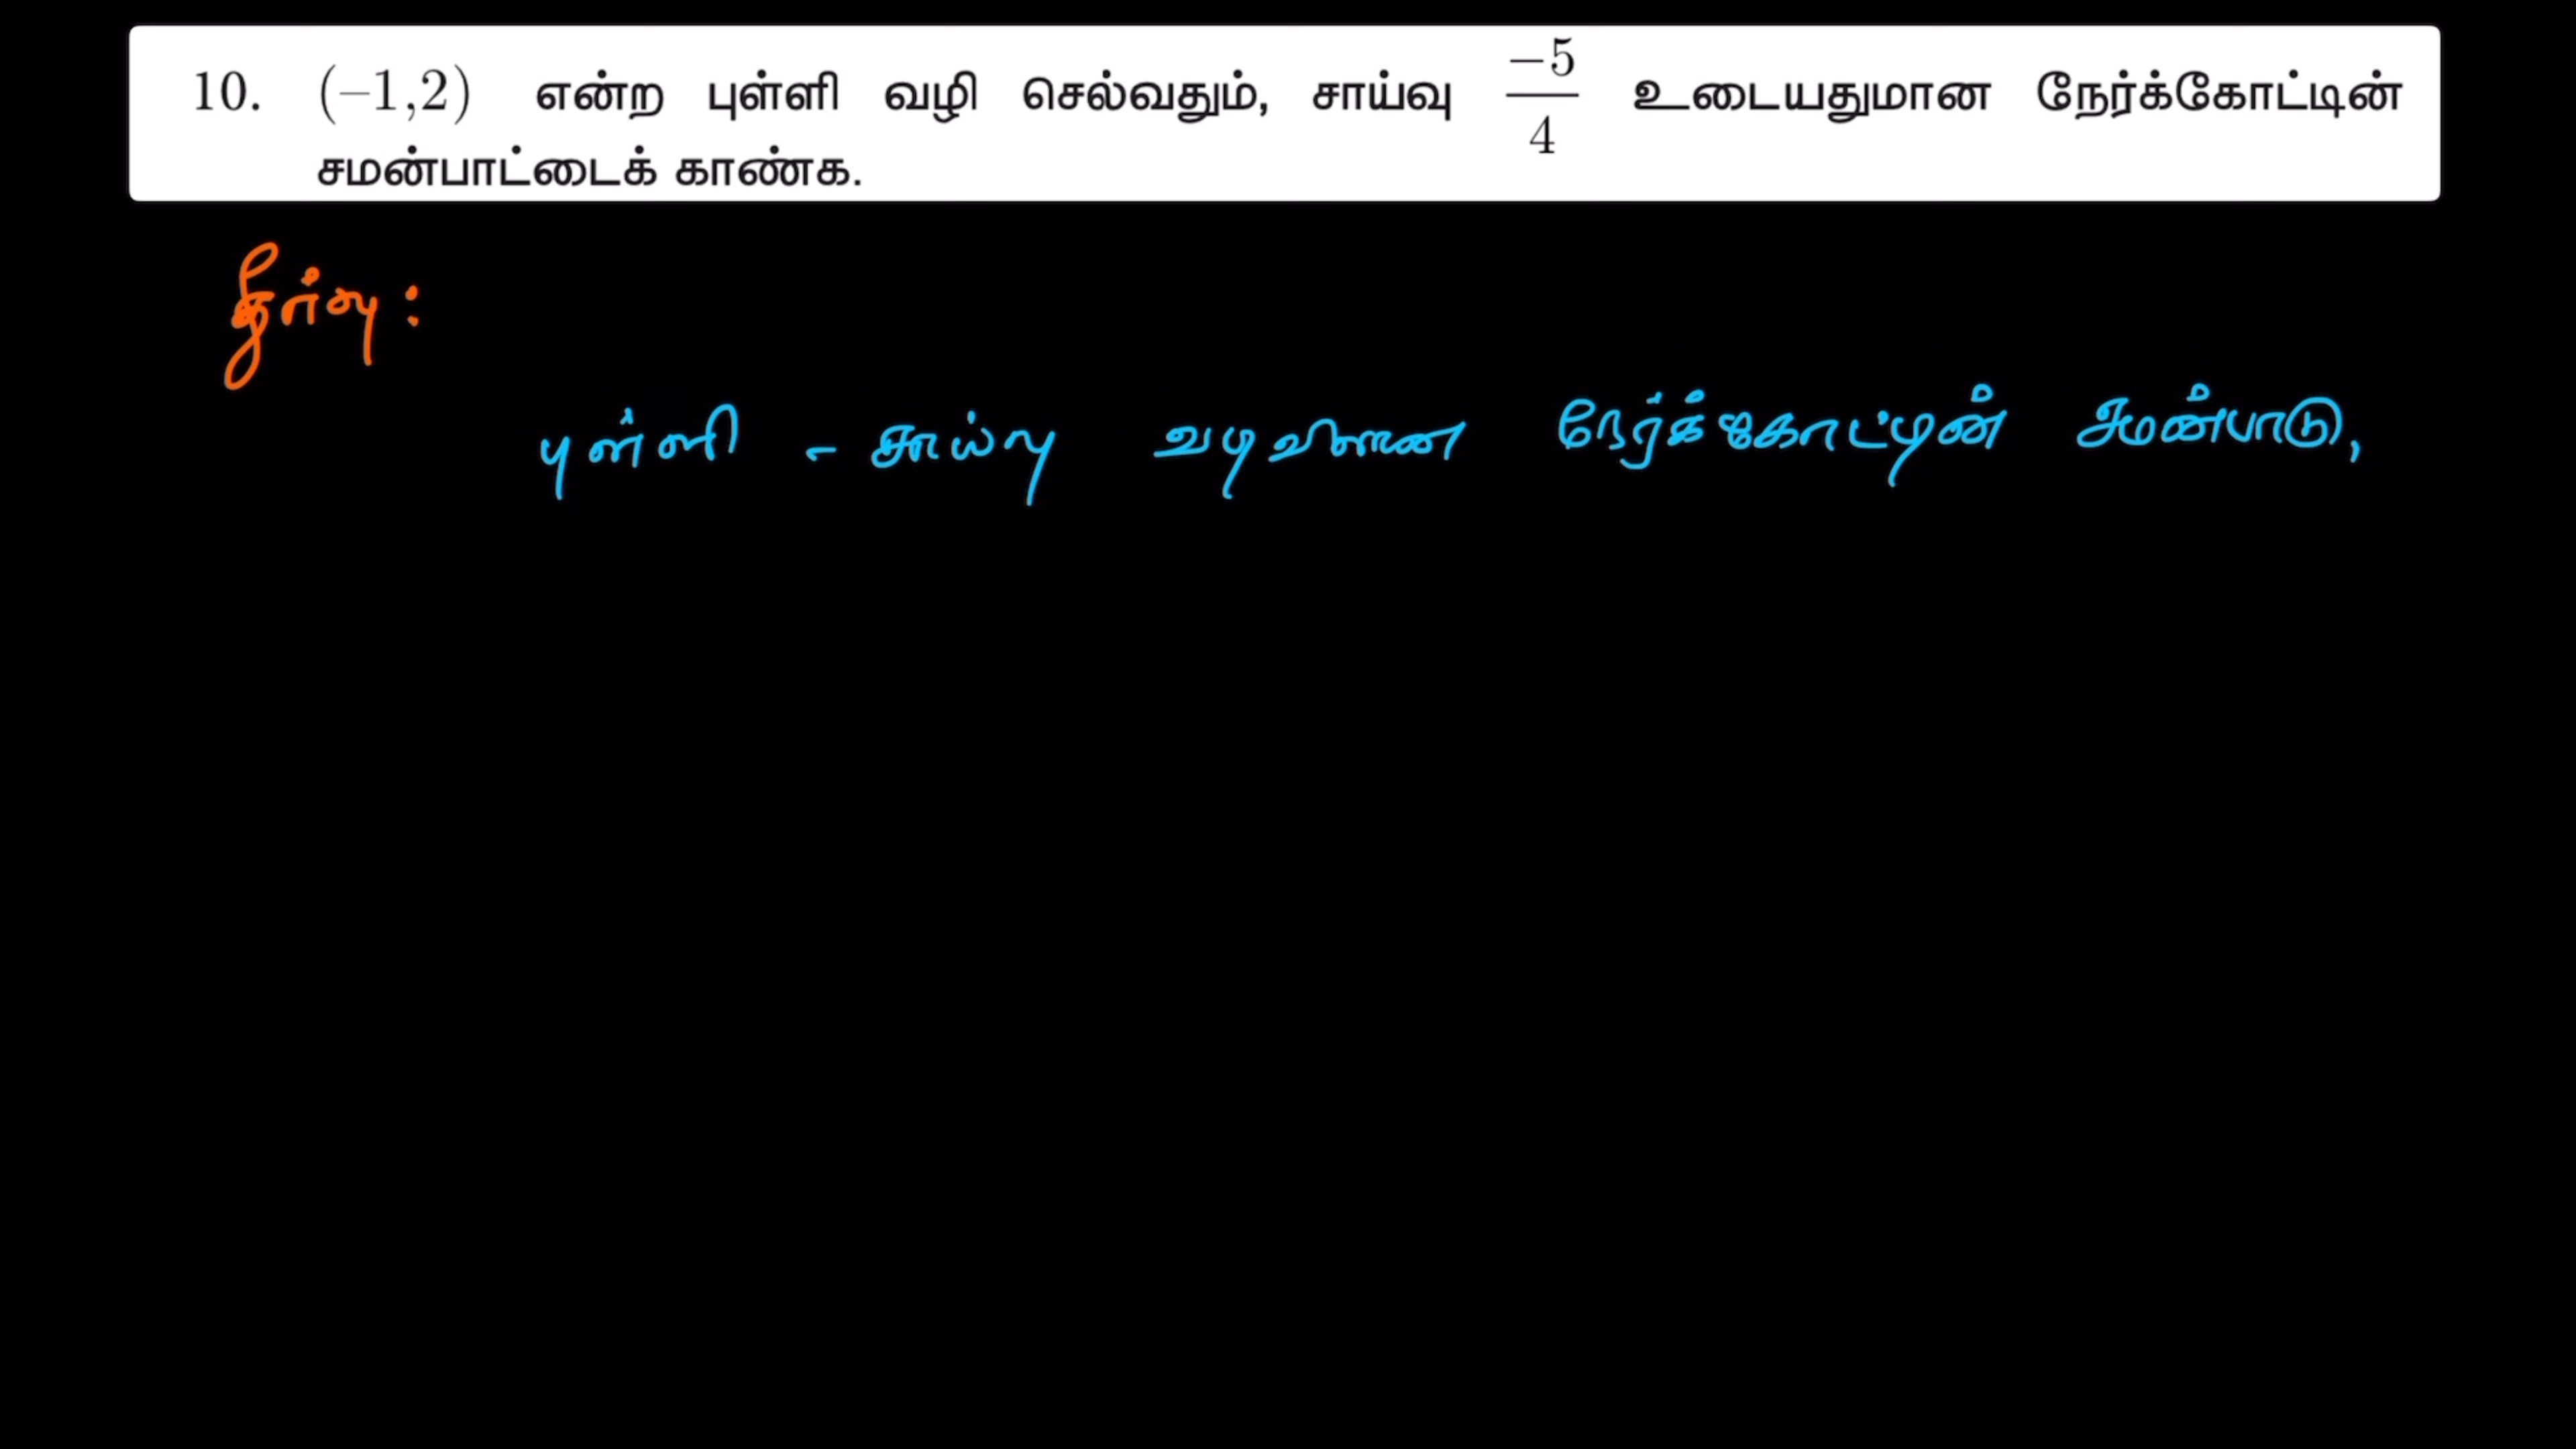 10. (–1,2) என்ற புள்ளி வழி செல்வதும், சாய்வு -5/4 உடையதுமான நேர்க்கோட்டின்
சமன்பாட்டைக் காண்க.
தீர்வு :
புள்ளி - சாய்வு வடிவிலான நேர்க்கோட்டின் சமன்பாடு,